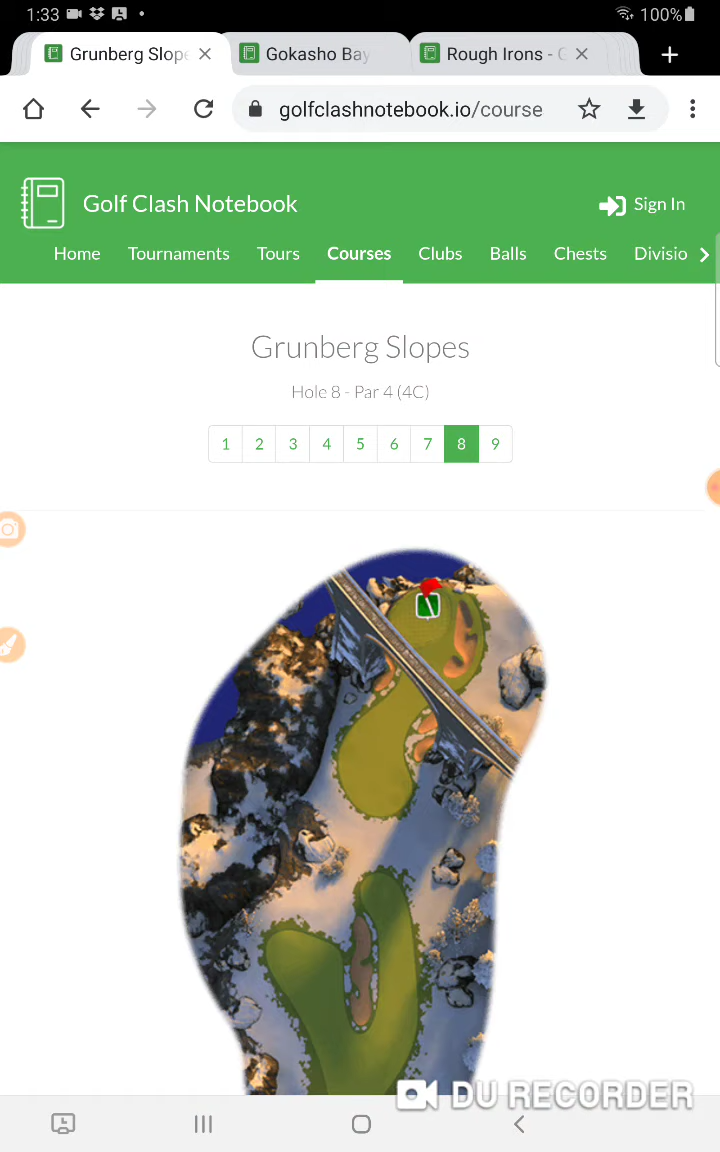 1:33 100%
Grunberg Slope Gokasho Bay Rough Irons - C
golfclashnotebook.io/course
Golf Clash Notebook Sign In
Home Tournaments Tours Courses Clubs Balls Chests Divisio
Grunberg Slopes
Hole 8 - Par 4 (4C)
1 2 3 4 5 6 7 8 9
DU RECORDER